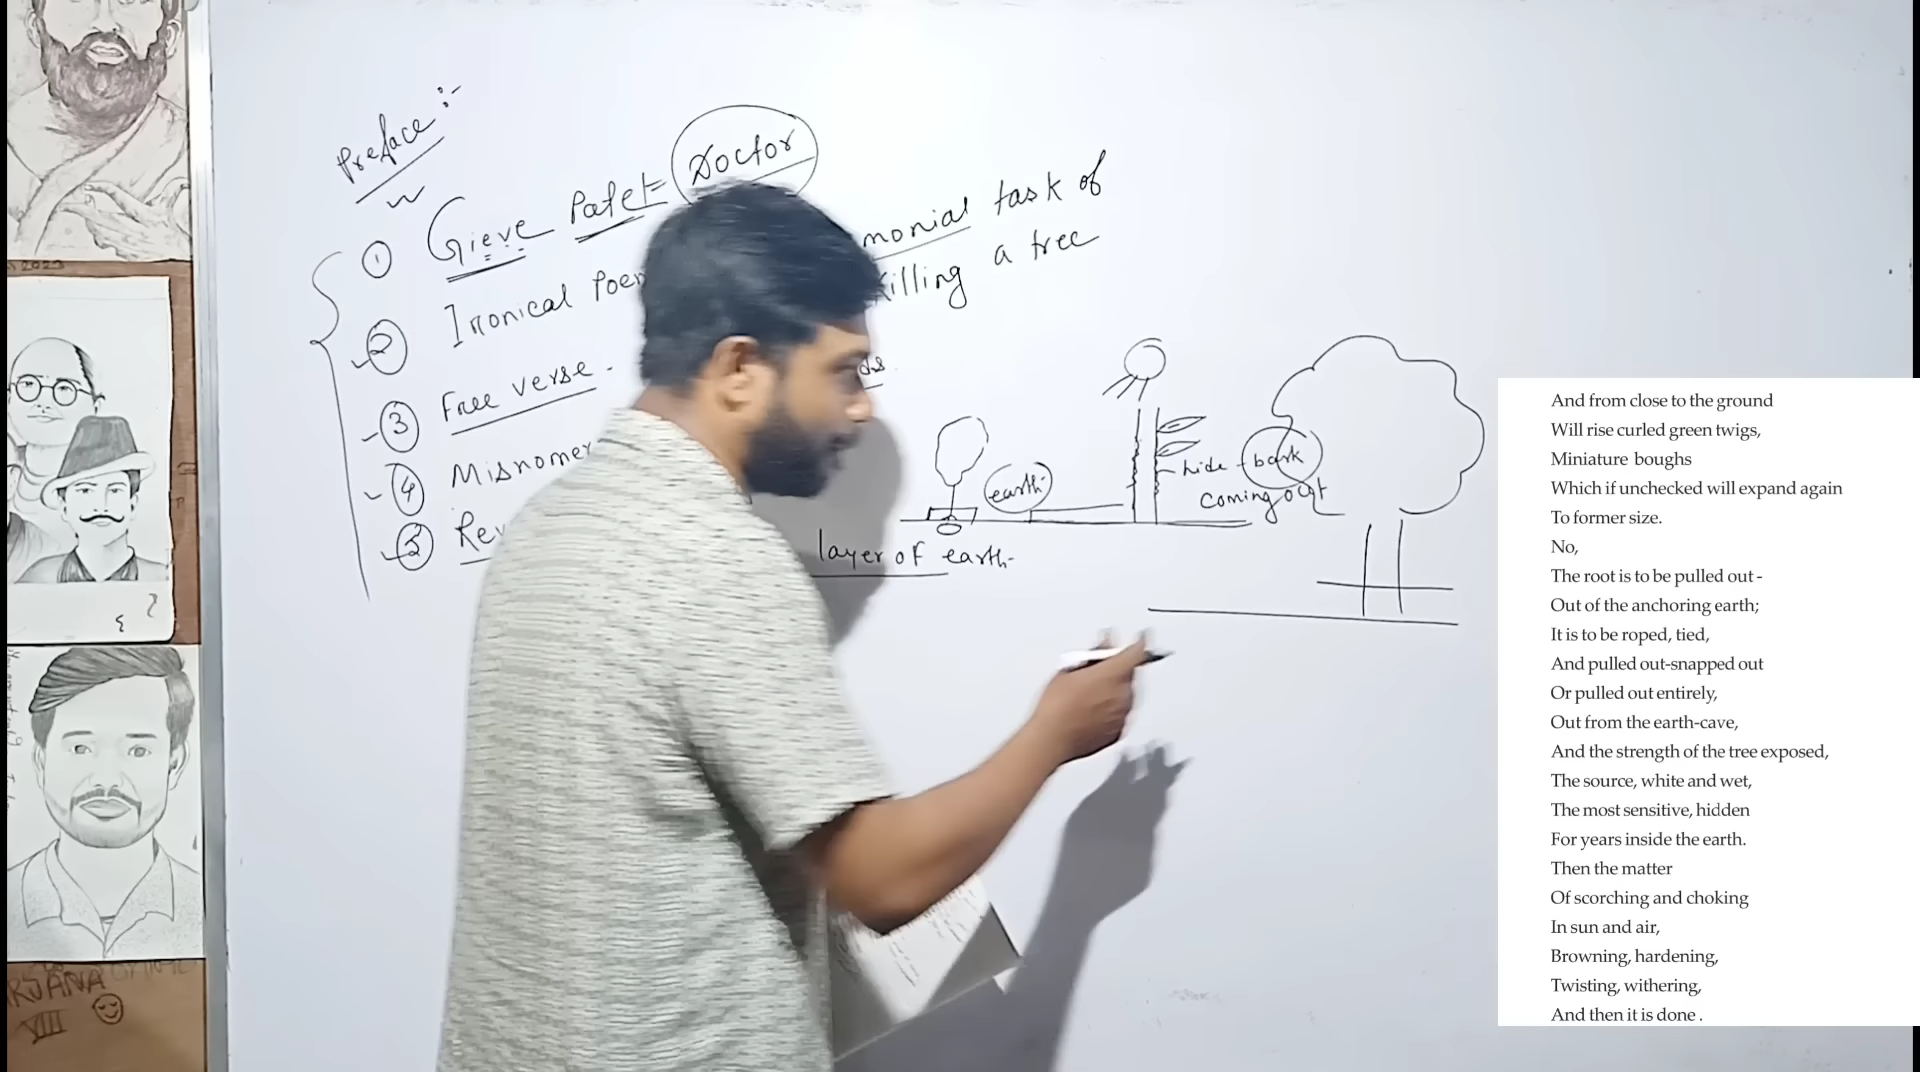 Preface :-
① Gieve Patel = Doctor
② Ironical Poem monial task of
killing a tree
③ Free verse . ds.
④ Misnomer
⑤ Rev
earth
hide - bark
coming out
layer of earth-
And from close to the ground
Will rise curled green twigs,
Miniature boughs
Which if unchecked will expand again
To former size.
No,
The root is to be pulled out -
Out of the anchoring earth;
It is to be roped, tied,
And pulled out-snapped out
Or pulled out entirely,
Out from the earth-cave,
And the strength of the tree exposed,
The source, white and wet,
The most sensitive, hidden
For years inside the earth.
Then the matter
Of scorching and choking
In sun and air,
Browning, hardening,
Twisting, withering,
And then it is done .
RJANA
VIII